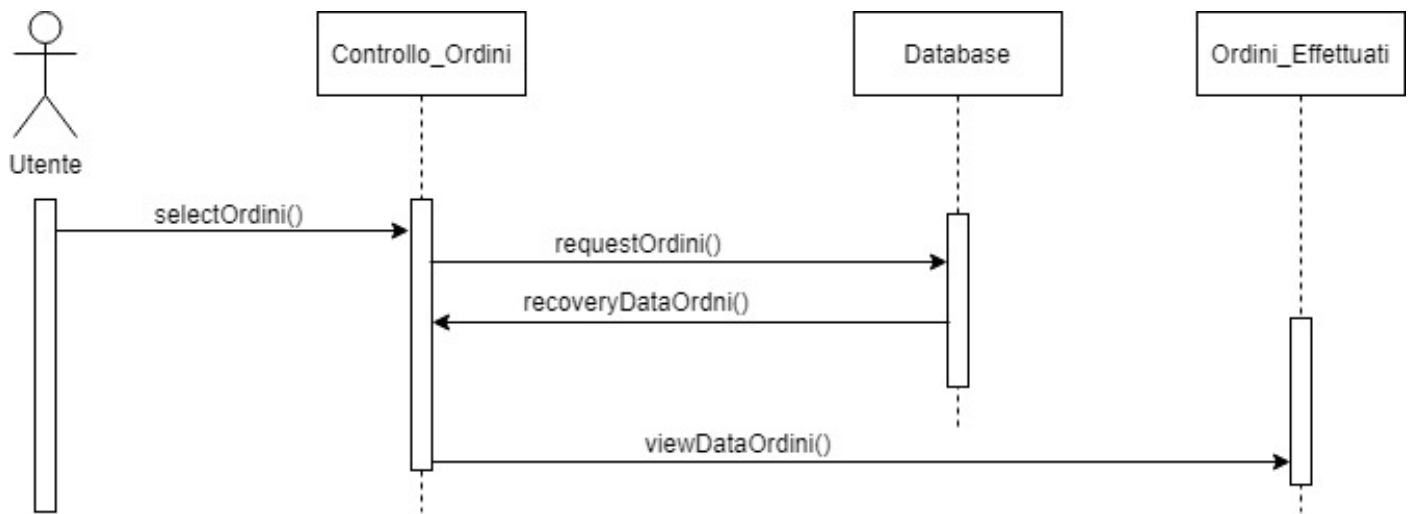 Controllo_Ordini
Database
Ordini_Effettuati
Utente
selectOrdini()
requestOrdini()
recoveryDataOrdni()
viewDataOrdini()